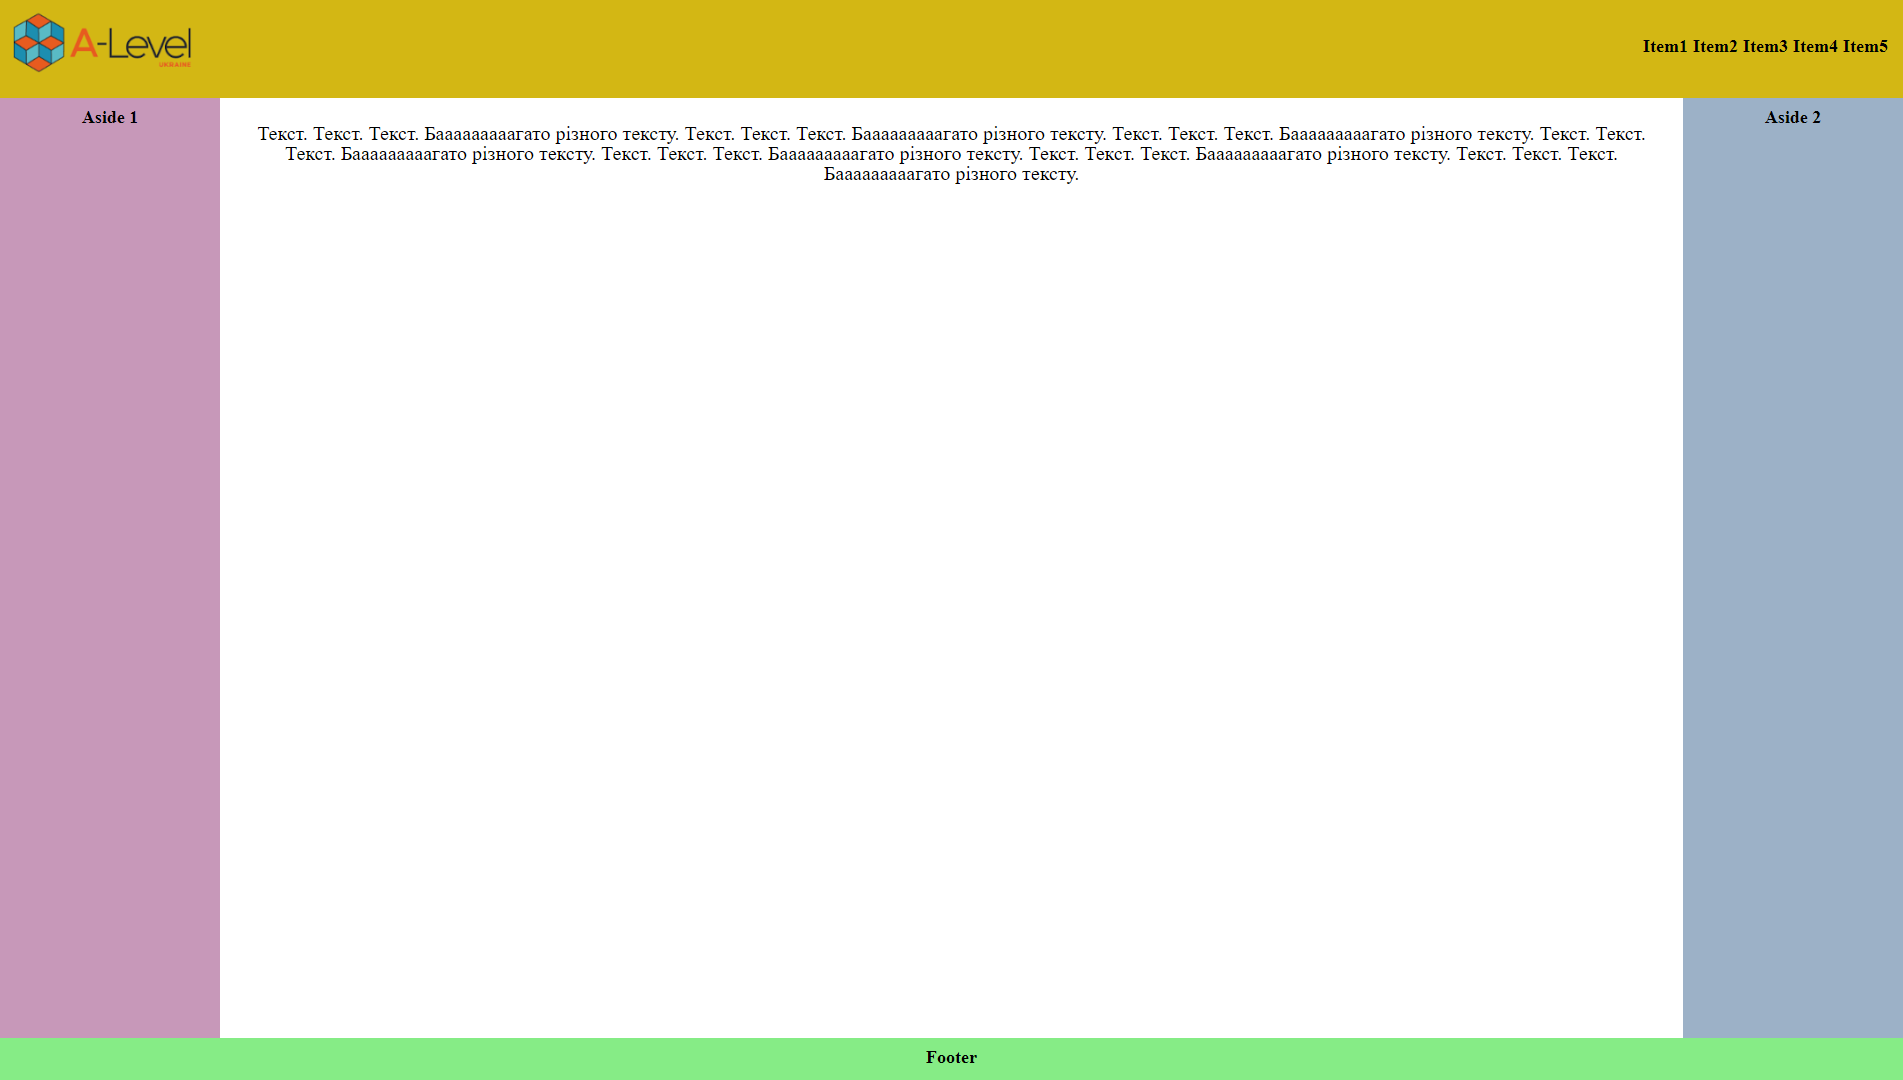 A-Level
UKRAINE
Item1 Item2 Item3 Item4 Item5
Aside 1
Текст. Текст. Текст. Баааааааааагато різного тексту. Текст. Текст. Текст. Баааааааааагато різного тексту. Текст. Текст. Текст. Баааааааааагато різного тексту. Текст. Текст.
Текст. Баааааааааагато різного тексту. Текст. Текст. Текст. Баааааааааагато різного тексту. Текст. Текст. Текст. Баааааааааагато різного тексту. Текст. Текст. Текст.
Баааааааааагато різного тексту.
Aside 2
Footer